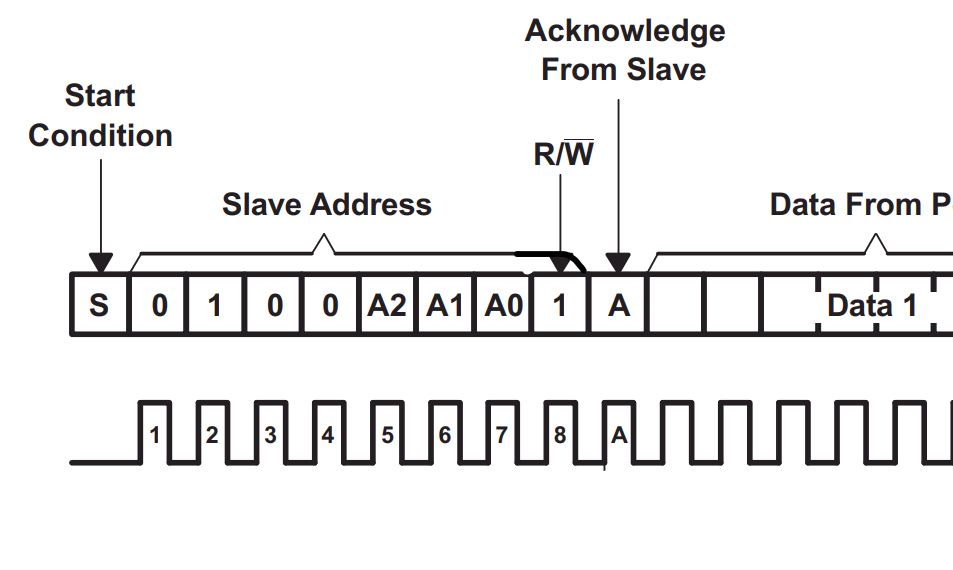 Acknowledge
From Slave
Start
Condition
R/W̅
Slave Address
Data From P
S 0 1 0 0 A2 A1 A0 1 A Data 1
1 2 3 4 5 6 7 8 A